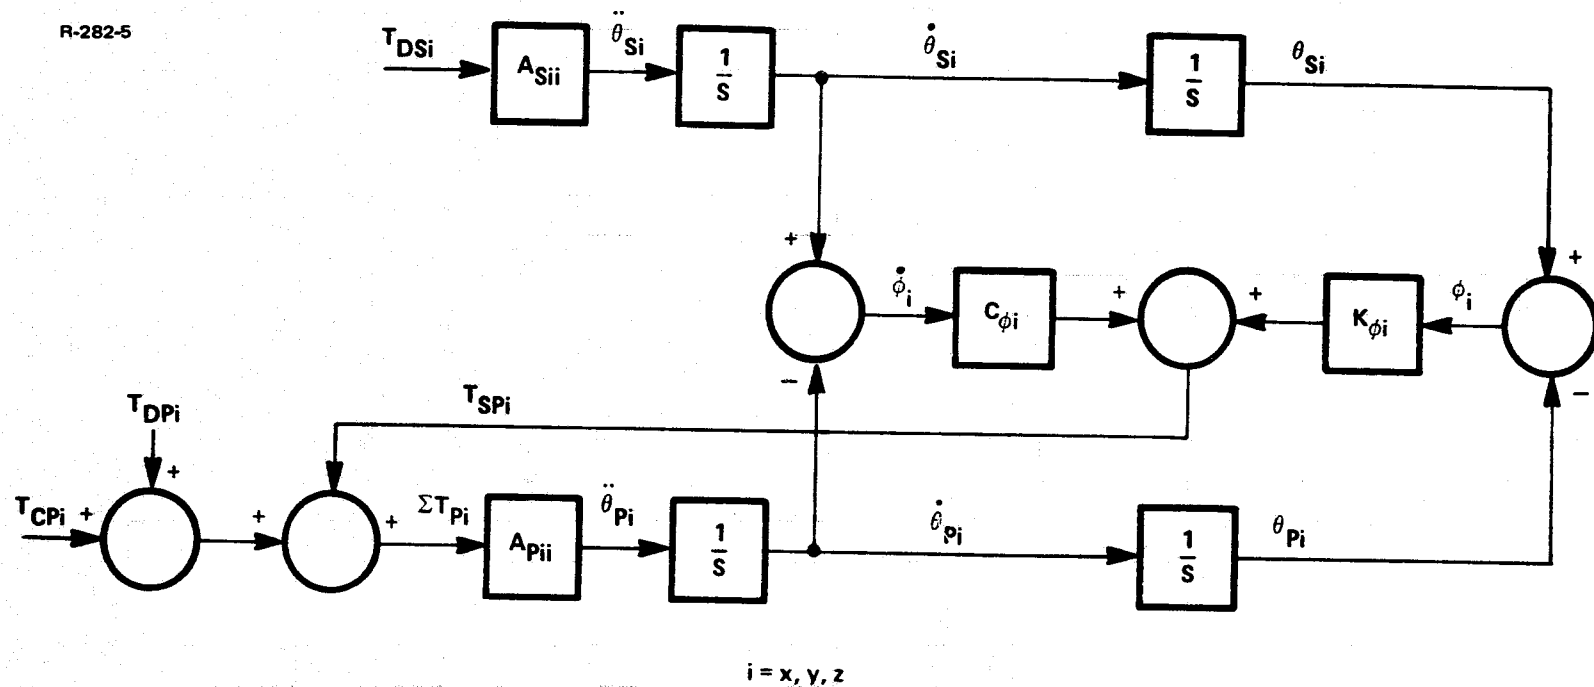 R-282-5
T_DSi
A_Sii
θ̈_Si
1/S
θ̇_Si
1/S
θ_Si
+
+
φ̇_i
C_φi
+
+
K_φi
φ_i
−
−
T_DPi
T_SPi
+
T_CPi
+
+
+
ΣT_Pi
A_Pii
θ̈_Pi
1/S
θ̇_Pi
1/S
θ_Pi
i = x, y, z